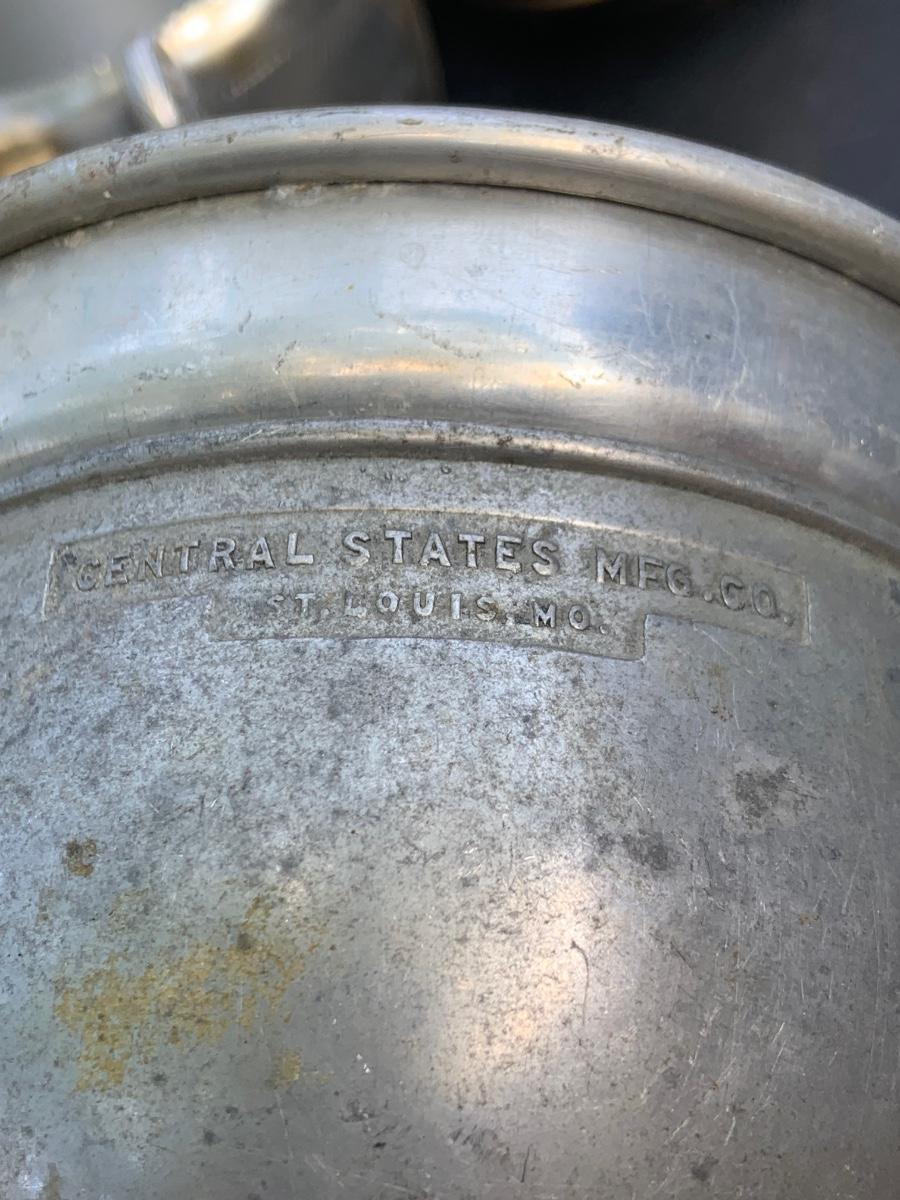 CENTRAL STATES MFG. CO.
ST. LOUIS, MO.